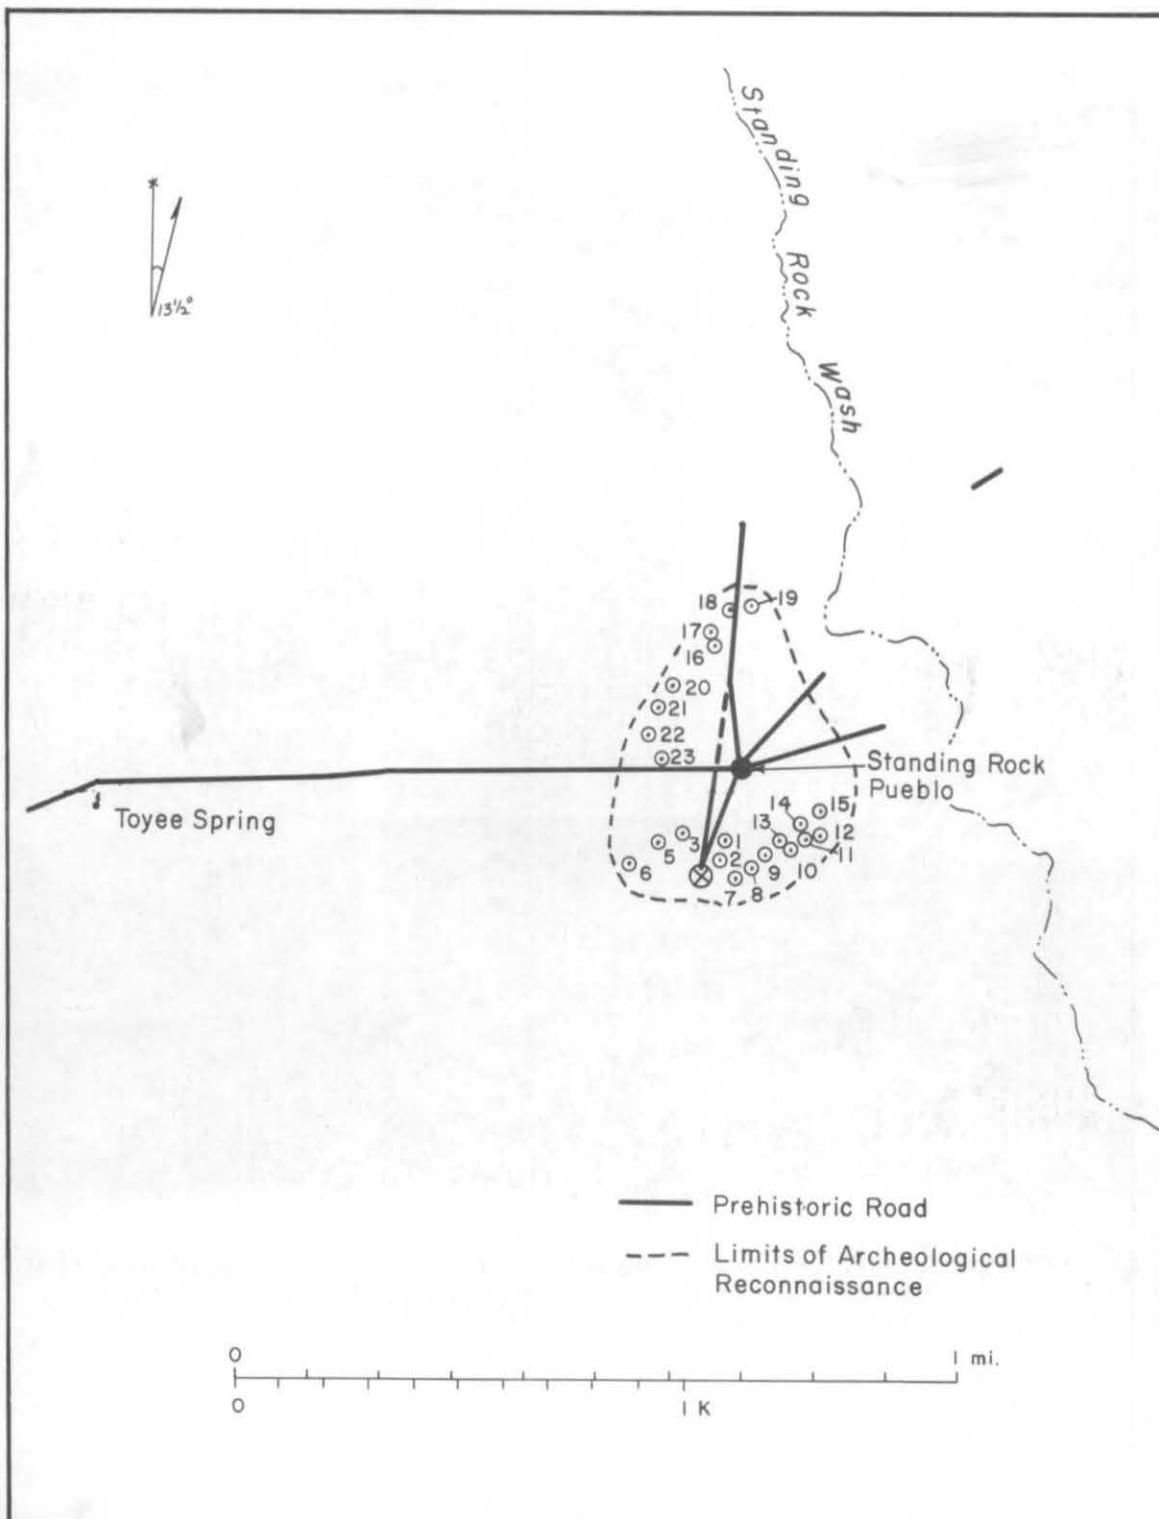 Standing Rock Wash
13½°
18
19
17
16
20
21
22
23
Standing Rock
Pueblo
Toyee Spring
14
15
13
12
3
1
5
2
11
6
9
10
7
8
Prehistoric Road
Limits of Archeological
Reconnaissance
0
1 mi.
0
1 K